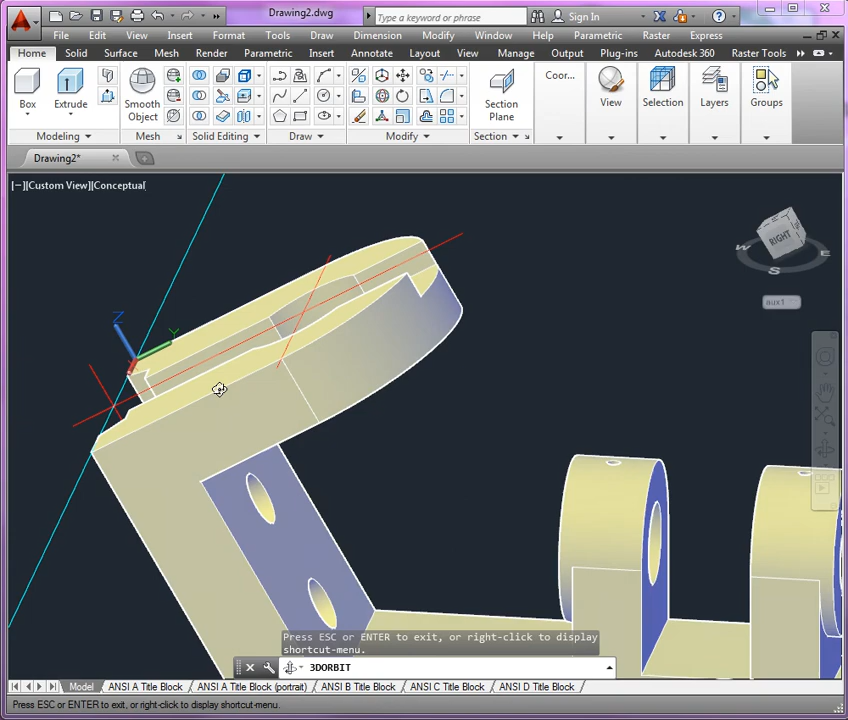 Drawing2.dwg
Type a keyword or phrase
Sign In
File Edit View Insert Format Tools Draw Dimension Modify Window Help Parametric Raster Express
Home Solid Surface Mesh Render Parametric Insert Annotate Layout View Manage Output Plug-ins Autodesk 360 Raster Tools
Box
Extrude
Smooth
Object
Section
Plane
Coor...
View
Selection
Layers
Groups
Modeling
Mesh
Solid Editing
Draw
Modify
Section
Drawing2*
[−][Custom View][Conceptual]
RIGHT
W
E
S
aux1
Z
Y
Press ESC or ENTER to exit, or right-click to display
shortcut-menu.
3DORBIT
Model ANSI A Title Block ANSI A Title Block (portrait) ANSI B Title Block ANSI C Title Block ANSI D Title Block
Press ESC or ENTER to exit, or right-click to display shortcut-menu.